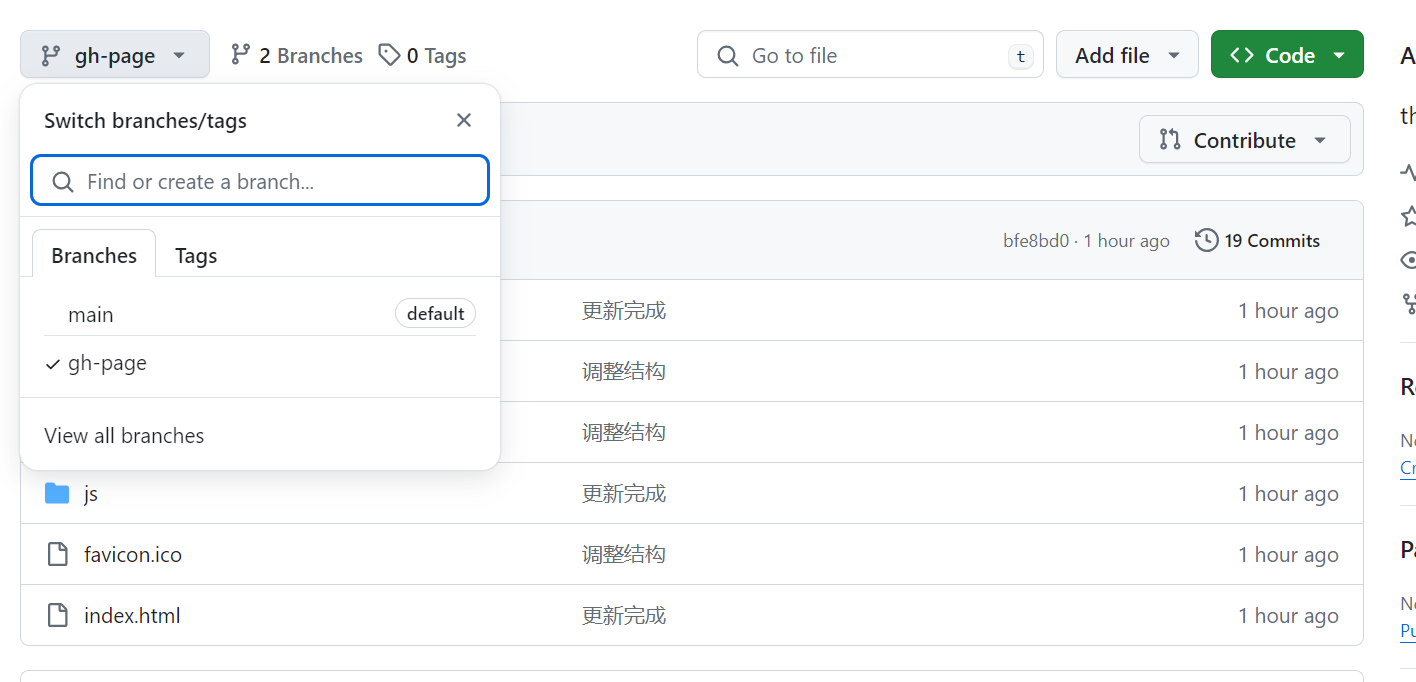 gh-page
2 Branches
0 Tags
Go to file
t
Add file
Code
Switch branches/tags
Find or create a branch...
Contribute
Branches
Tags
bfe8bd0 · 1 hour ago
19 Commits
main
default
更新完成
1 hour ago
gh-page
调整结构
1 hour ago
View all branches
调整结构
1 hour ago
js
更新完成
1 hour ago
favicon.ico
调整结构
1 hour ago
index.html
更新完成
1 hour ago